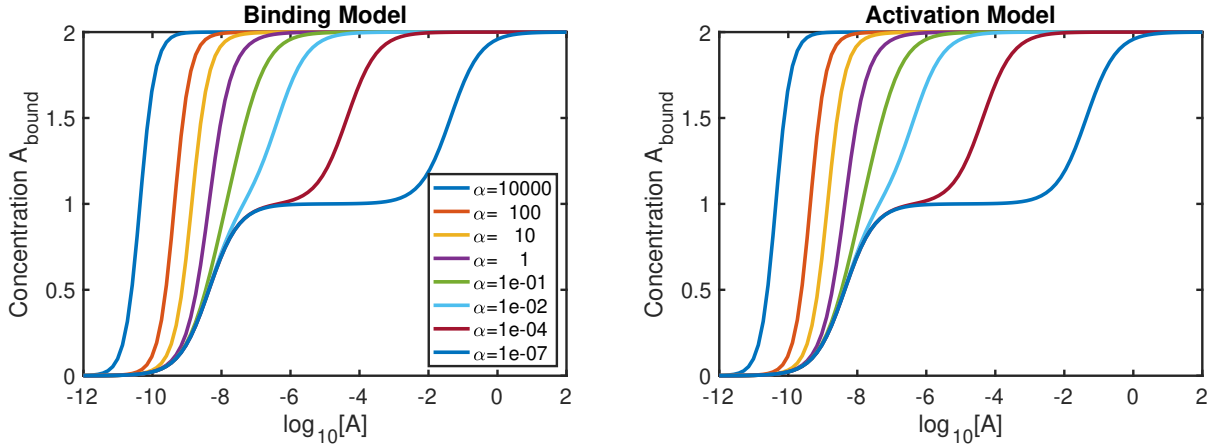 Binding Model
Concentration A_bound
2
1.5
1
0.5
0
-12 -10 -8 -6 -4 -2 0 2
log_10[A]
α=10000
α= 100
α= 10
α= 1
α=1e-01
α=1e-02
α=1e-04
α=1e-07
Activation Model
Concentration A_bound
2
1.5
1
0.5
0
-12 -10 -8 -6 -4 -2 0 2
log_10[A]